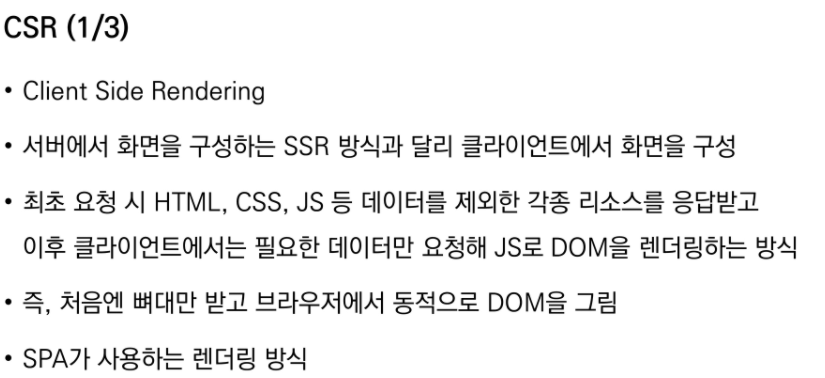 CSR (1/3)
• Client Side Rendering
• 서버에서 화면을 구성하는 SSR 방식과 달리 클라이언트에서 화면을 구성
• 최초 요청 시 HTML, CSS, JS 등 데이터를 제외한 각종 리소스를 응답받고
이후 클라이언트에서는 필요한 데이터만 요청해 JS로 DOM을 렌더링하는 방식
• 즉, 처음엔 뼈대만 받고 브라우저에서 동적으로 DOM을 그림
• SPA가 사용하는 렌더링 방식